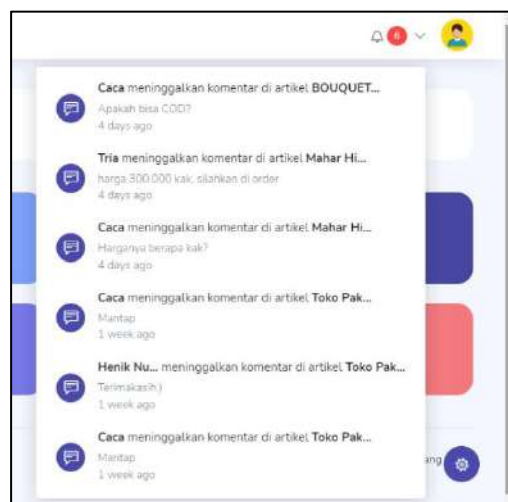 6
Caca meninggalkan komentar di artikel BOUQUET...
Apakah bisa COD?
4 days ago
Tria meninggalkan komentar di artikel Mahar Hi...
harga 300.000 kak, silahkan di order
4 days ago
Caca meninggalkan komentar di artikel Mahar Hi...
Harganya berapa kak?
4 days ago
Caca meninggalkan komentar di artikel Toko Pak...
Mantap
1 week ago
Henik Nu... meninggalkan komentar di artikel Toko Pak...
Terimakasih:)
1 week ago
Caca meninggalkan komentar di artikel Toko Pak...
Mantap
1 week ago
ang